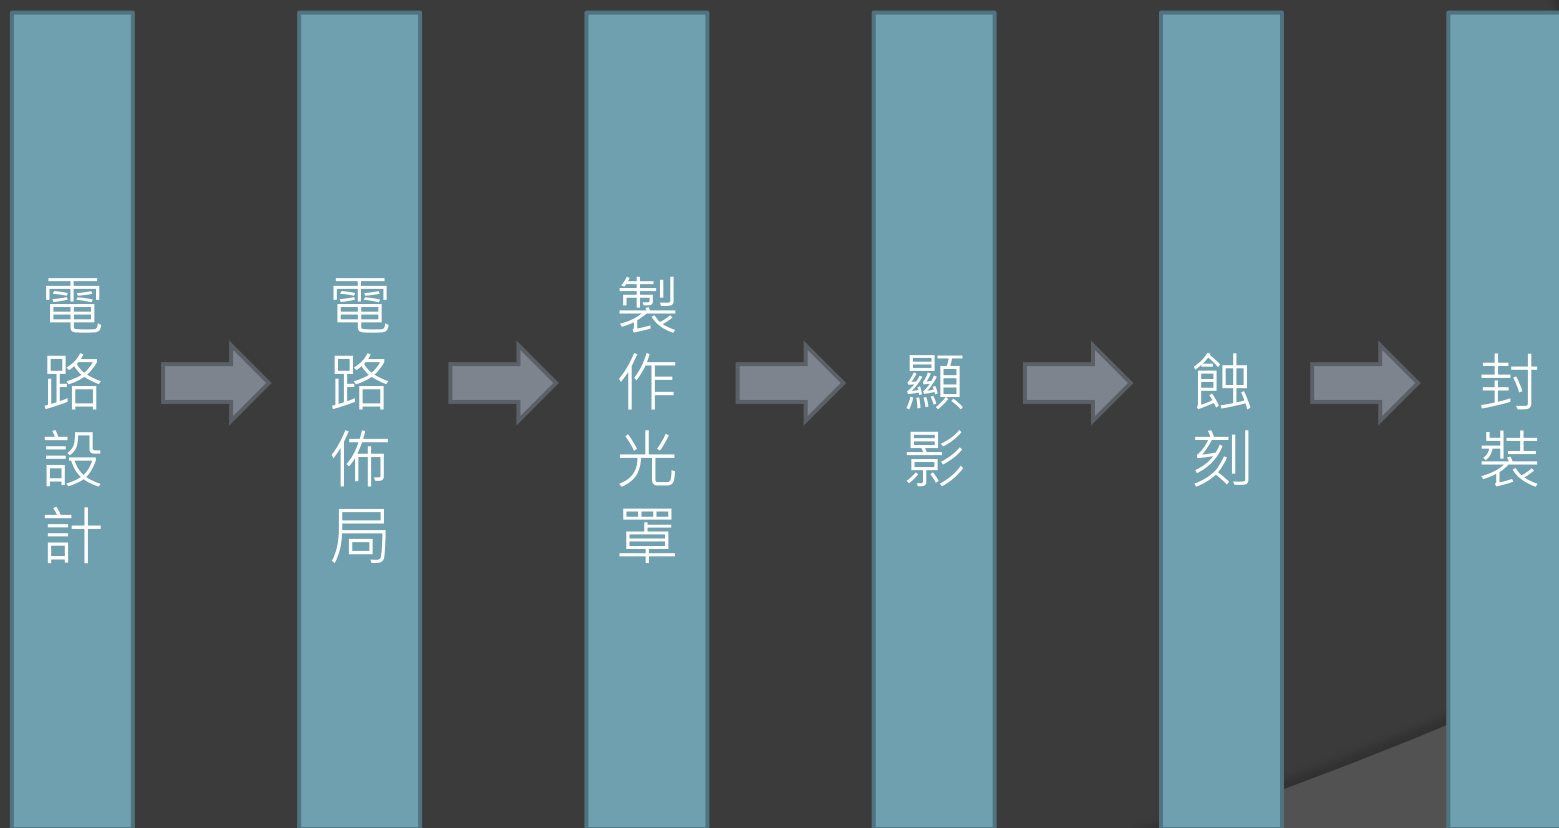 電路設計
電路佈局
製作光罩
顯影
蝕刻
封裝